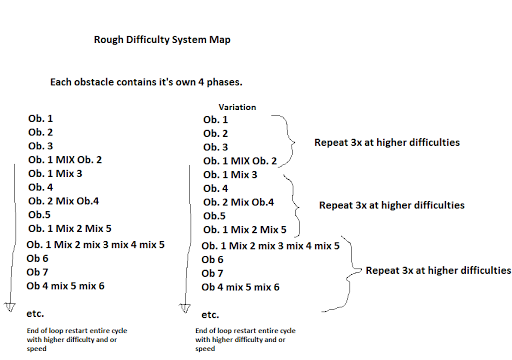 Rough Difficulty System Map
Each obstacle contains it's own 4 phases.
Ob. 1
Ob. 2
Ob. 3
Ob. 1 MIX Ob. 2
Ob. 1 Mix 3
Ob. 4
Ob. 2 Mix Ob.4
Ob.5
Ob. 1 Mix 2 Mix 5
Ob. 1 Mix 2 mix 3 mix 4 mix 5
Ob 6
Ob 7
Ob 4 mix 5 mix 6
etc.
End of loop restart entire cycle
with higher difficulty and or
speed
Variation
Ob. 1
Ob. 2
Ob. 3
Ob. 1 MIX Ob. 2
Ob. 1 Mix 3
Ob. 4
Ob. 2 Mix Ob.4
Ob.5
Ob. 1 Mix 2 Mix 5
Ob. 1 Mix 2 mix 3 mix 4 mix 5
Ob 6
Ob 7
Ob 4 mix 5 mix 6
etc.
End of loop restart entire cycle
with higher difficulty and or
speed
Repeat 3x at higher difficulties
Repeat 3x at higher difficulties
Repeat 3x at higher difficulties